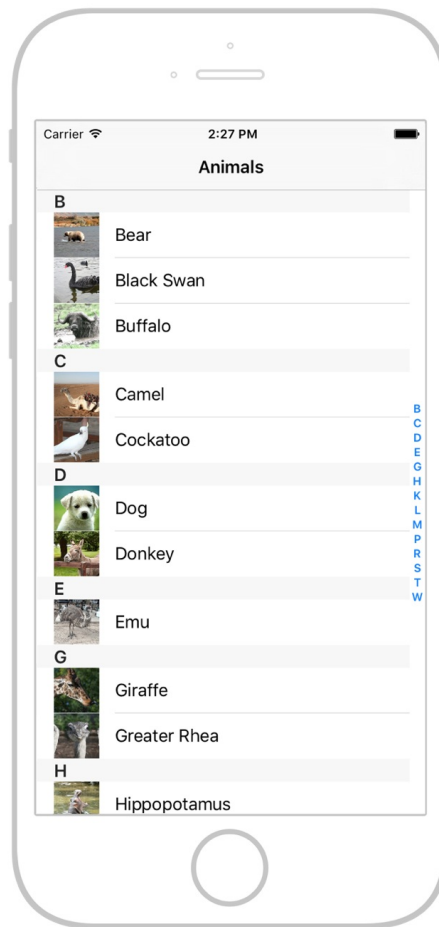 Carrier 2:27 PM
Animals
B
Bear
Black Swan
Buffalo
C
Camel
Cockatoo
D
Dog
Donkey
E
Emu
G
Giraffe
Greater Rhea
H
Hippopotamus
B
C
D
E
G
H
K
L
M
P
R
S
T
W